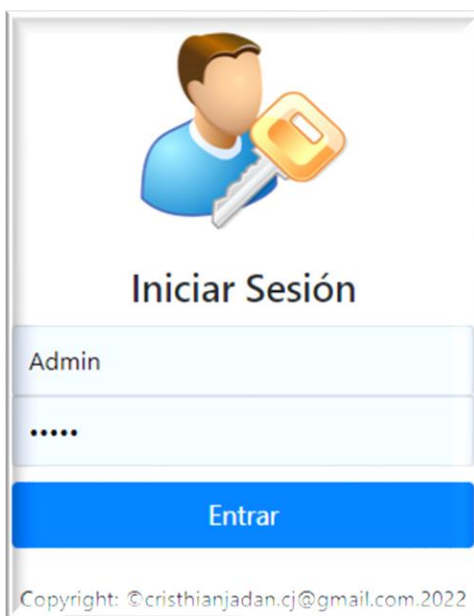 Iniciar Sesión
Admin
•••••
Entrar
Copyright: ©cristhianjadan.cj@gmail.com.2022